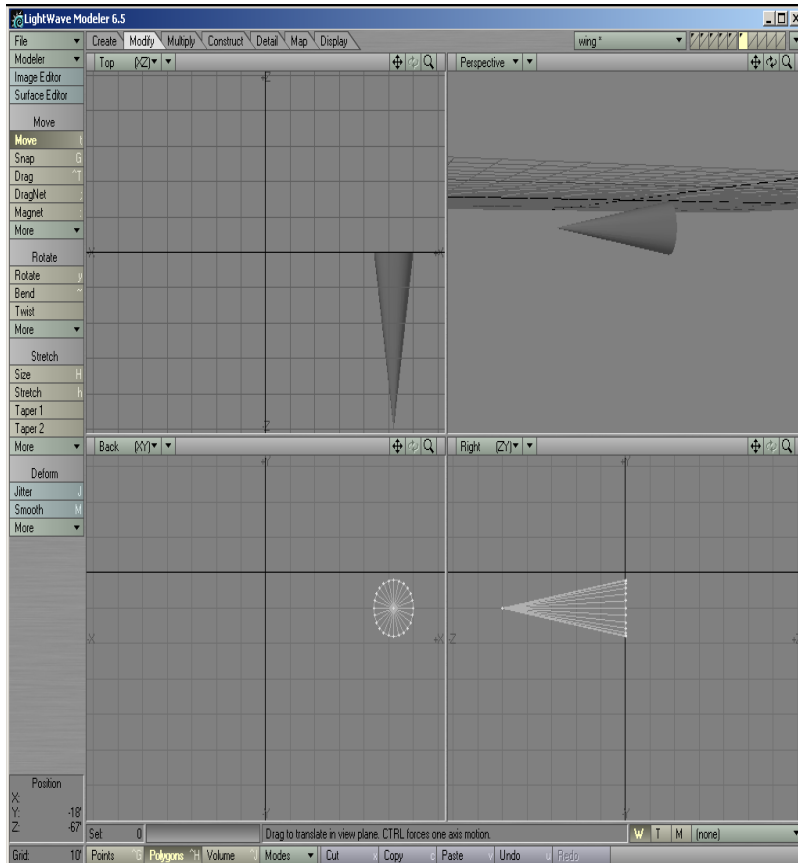 LightWave Modeler 6.5
File
Create Modify Multiply Construct Detail Map Display
wing *
Modeler
Image Editor
Surface Editor
Top (XZ)
Perspective
Move
Move t
Snap G
Drag ^T
DragNet ;
Magnet :
More
Rotate
Rotate y
Bend ~
Twist
More
Stretch
Size H
Stretch h
Taper 1
Taper 2
More
Back (XY)
Right (ZY)
Deform
Jitter J
Smooth M
More
Position
X:
Y: -18'
Z: -67'
Sel: 0
Drag to translate in view plane. CTRL forces one axis motion.
W T M (none)
Grid: 10'
Points ^G Polygons ^H Volume ^J Modes Cut x Copy c Paste v Undo u Redo